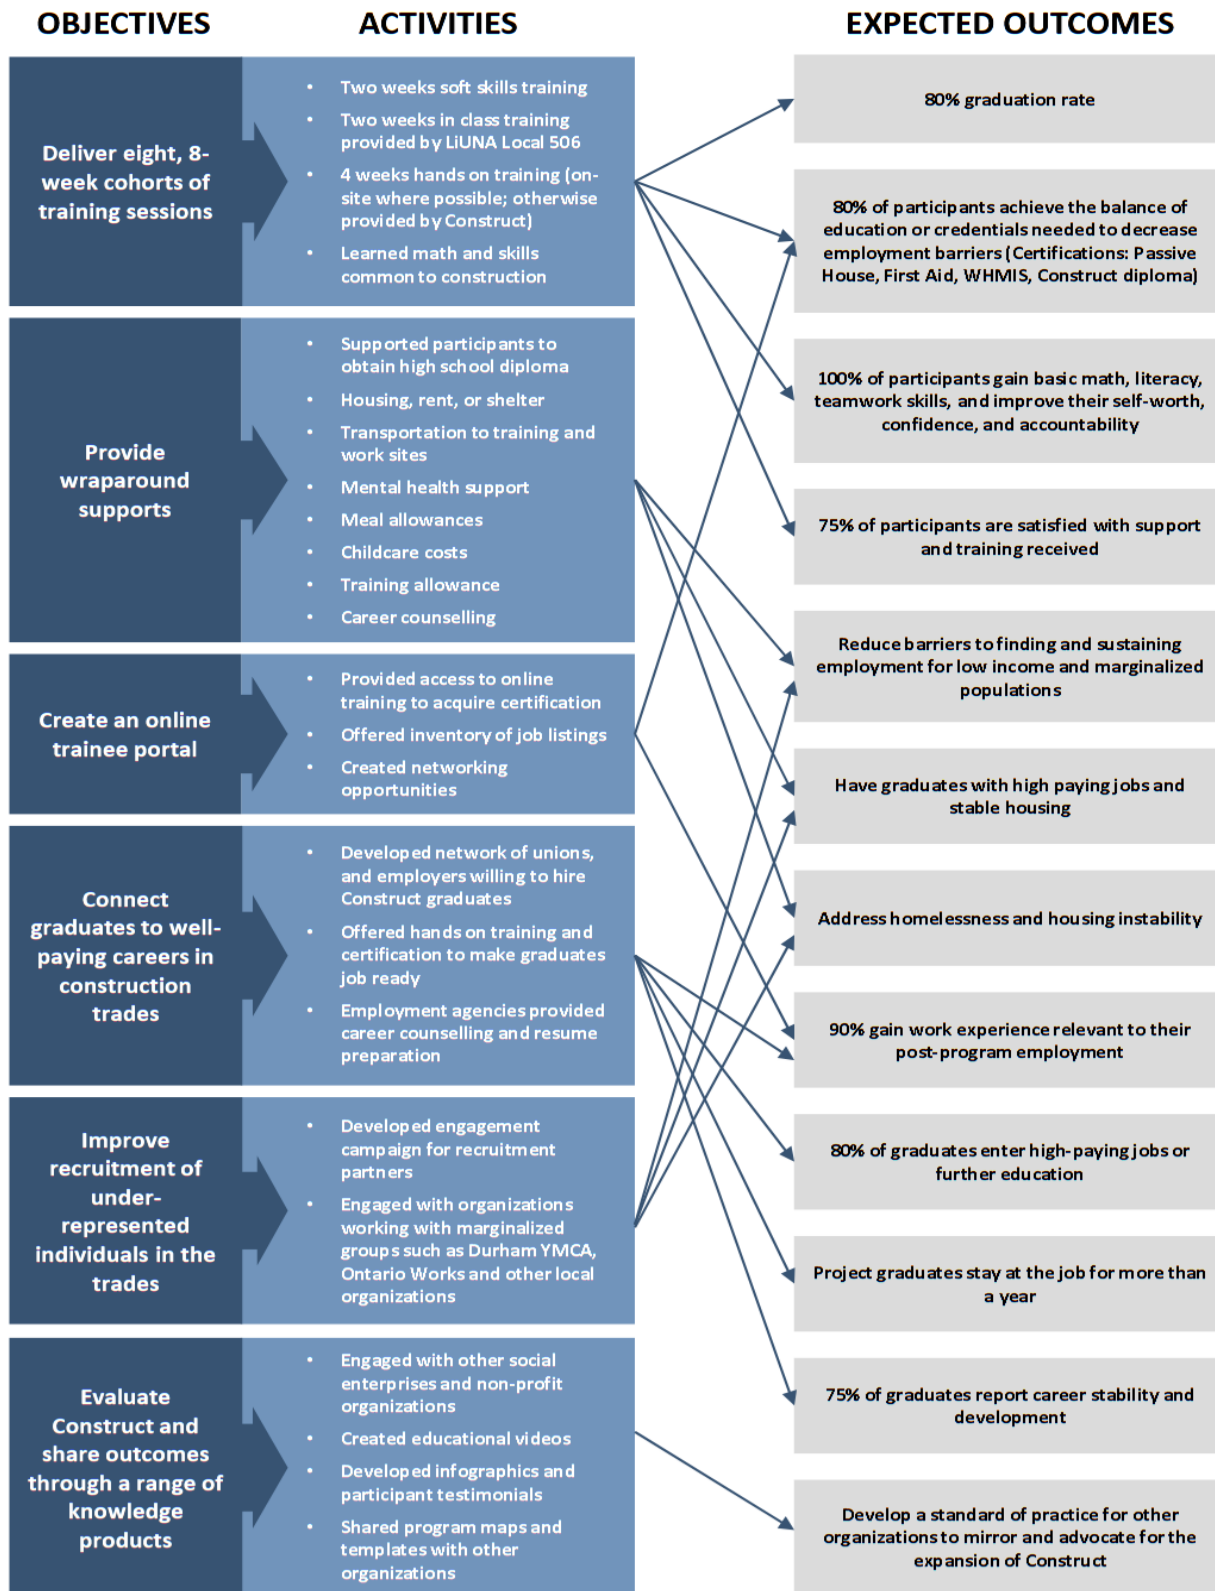 OBJECTIVES
ACTIVITIES
EXPECTED OUTCOMES
Deliver eight, 8-
week cohorts of
training sessions
• Two weeks soft skills training
• Two weeks in class training
provided by LiUNA Local 506
• 4 weeks hands on training (on-
site where possible; otherwise
provided by Construct)
• Learned math and skills
common to construction
Provide
wraparound
supports
• Supported participants to
obtain high school diploma
• Housing, rent, or shelter
• Transportation to training and
work sites
• Mental health support
• Meal allowances
• Childcare costs
• Training allowance
• Career counselling
Create an online
trainee portal
• Provided access to online
training to acquire certification
• Offered inventory of job listings
• Created networking
opportunities
Connect
graduates to well-
paying careers in
construction
trades
• Developed network of unions,
and employers willing to hire
Construct graduates
• Offered hands on training and
certification to make graduates
job ready
• Employment agencies provided
career counselling and resume
preparation
Improve
recruitment of
under-
represented
individuals in the
trades
• Developed engagement
campaign for recruitment
partners
• Engaged with organizations
working with marginalized
groups such as Durham YMCA,
Ontario Works and other local
organizations
Evaluate
Construct and
share outcomes
through a range of
knowledge
products
• Engaged with other social
enterprises and non-profit
organizations
• Created educational videos
• Developed infographics and
participant testimonials
• Shared program maps and
templates with other
organizations
80% graduation rate
80% of participants achieve the balance of
education or credentials needed to decrease
employment barriers (Certifications: Passive
House, First Aid, WHMIS, Construct diploma)
100% of participants gain basic math, literacy,
teamwork skills, and improve their self-worth,
confidence, and accountability
75% of participants are satisfied with support
and training received
Reduce barriers to finding and sustaining
employment for low income and marginalized
populations
Have graduates with high paying jobs and
stable housing
Address homelessness and housing instability
90% gain work experience relevant to their
post-program employment
80% of graduates enter high-paying jobs or
further education
Project graduates stay at the job for more than
a year
75% of graduates report career stability and
development
Develop a standard of practice for other
organizations to mirror and advocate for the
expansion of Construct